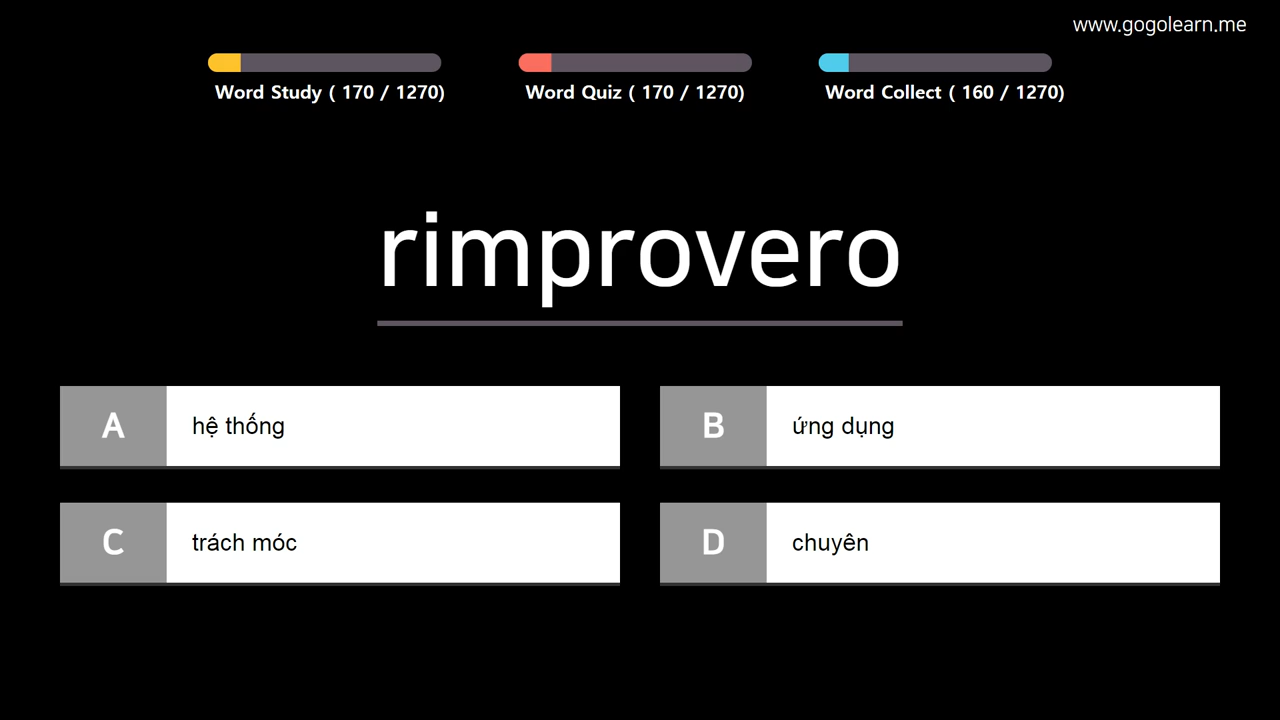 www.gogolearn.me
Word Study ( 170 / 1270)
Word Quiz ( 170 / 1270)
Word Collect ( 160 / 1270)
rimprovero
A hệ thống
B ứng dụng
C trách móc
D chuyên